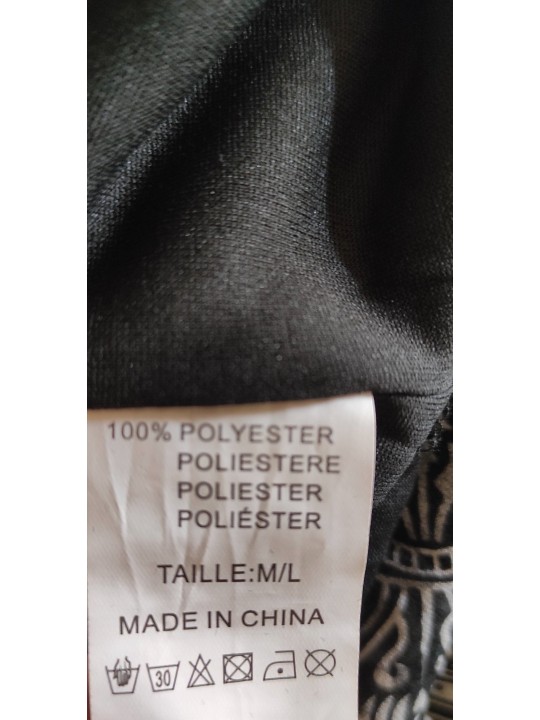 100% POLYESTER
POLIESTERE
POLIESTER
POLIÉSTER
TAILLE:M/L
MADE IN CHINA
30